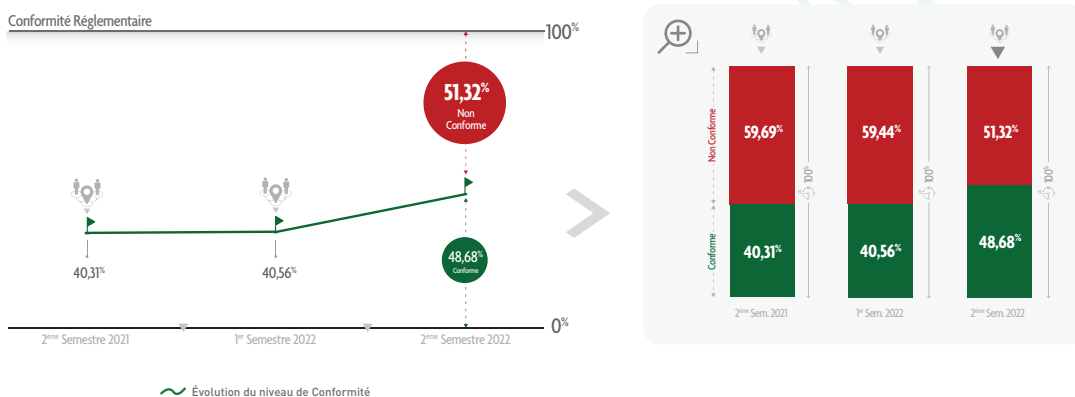 Conformité Réglementaire
100%
51,32%
Non
Conforme
40,31%
40,56%
48,68%
Conforme
0%
2ème Semestre 2021
1er Semestre 2022
2ème Semestre 2022
Évolution du niveau de Conformité
Non Conforme
Conforme
59,69%
40,31%
100%
2ème Sem. 2021
59,44%
40,56%
100%
1er Sem. 2022
51,32%
48,68%
100%
2ème Sem. 2022